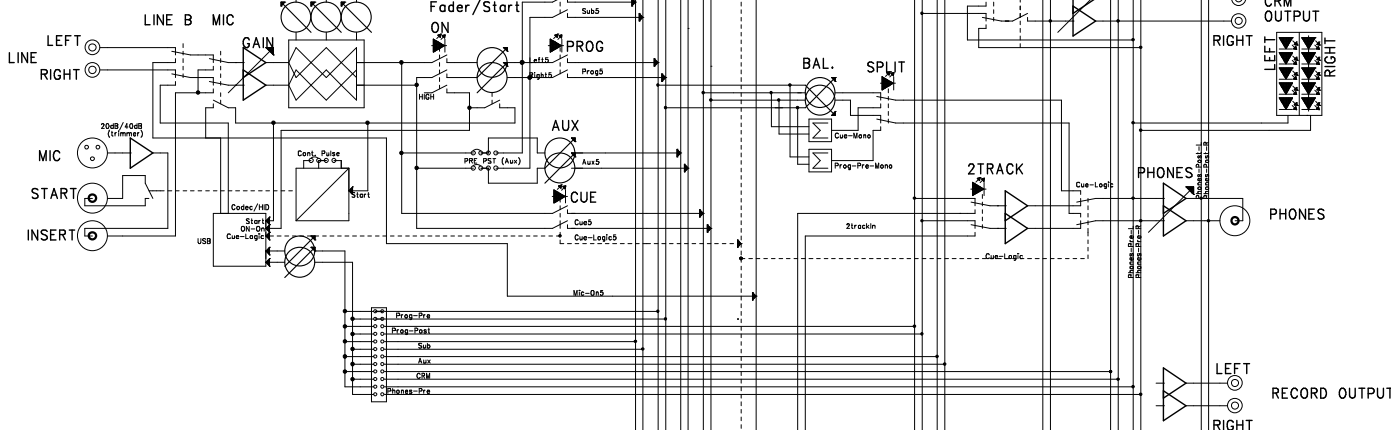 Fader/Start
CRM
OUTPUT
RIGHT
LINE B MIC
ON
Sub5
LEFT
LINE
RIGHT
GAIN
PROG
Left5
Right5
Prog5
HIGH
BAL.
SPLIT
LEFT
RIGHT
20dB/40dB
(trimmer)
MIC
AUX
Cue-Mono
Prog-Pre-Mono
Cont. Pulse
PRE PST (Aux)
Aux5
START
Start
CUE
2TRACK
Cue-Logic
PHONES
Phones-Post-L
Phones-Post-R
PHONES
INSERT
Codec/HD
Start
ON-On
Cue-Logic
USB
Cue5
Cue-Logic5
2trackIn
Cue-Logic
Phones-Pre-L
Phones-Pre-R
Mic-On5
Prog-Pre
Prog-Post
Sub
Aux
CRM
Phones-Pre
LEFT
RECORD OUTPUT
RIGHT